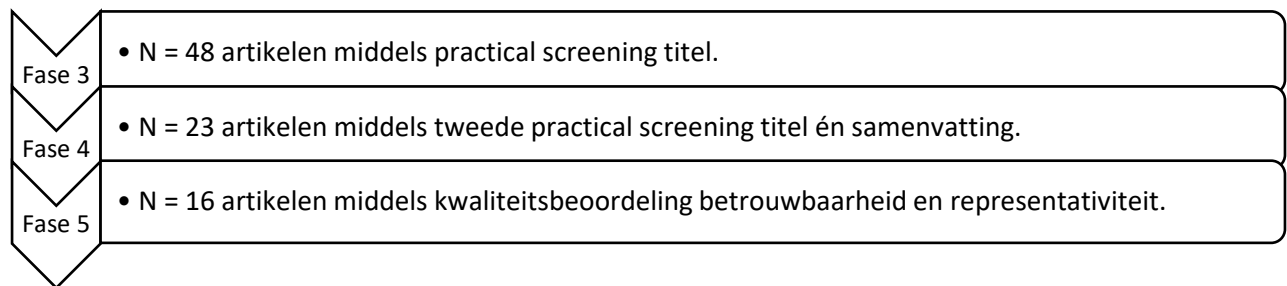 Fase 3
• N = 48 artikelen middels practical screening titel.
Fase 4
• N = 23 artikelen middels tweede practical screening titel én samenvatting.
Fase 5
• N = 16 artikelen middels kwaliteitsbeoordeling betrouwbaarheid en representativiteit.